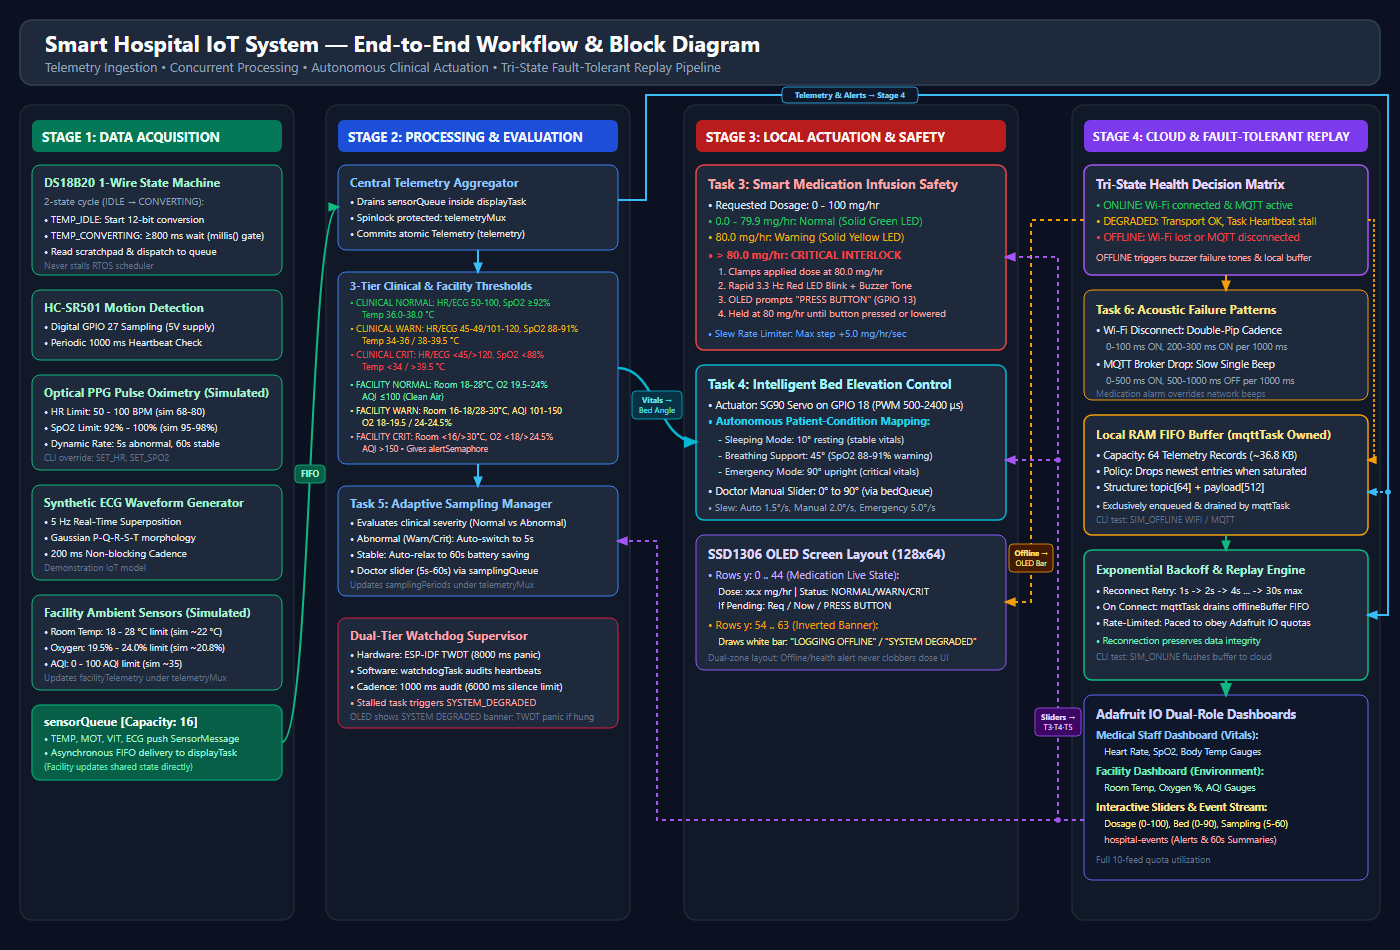 Smart Hospital IoT System — End-to-End Workflow & Block Diagram
Telemetry Ingestion • Concurrent Processing • Autonomous Clinical Actuation • Tri-State Fault-Tolerant Replay Pipeline
Telemetry & Alerts → Stage 4
STAGE 1: DATA ACQUISITION
DS18B20 1-Wire State Machine
2-state cycle (IDLE → CONVERTING):
• TEMP_IDLE: Start 12-bit conversion
• TEMP_CONVERTING: ≥800 ms wait (millis() gate)
• Read scratchpad & dispatch to queue
Never stalls RTOS scheduler
HC-SR501 Motion Detection
• Digital GPIO 27 Sampling (5V supply)
• Periodic 1000 ms Heartbeat Check
Optical PPG Pulse Oximetry (Simulated)
• HR Limit: 50 - 100 BPM (sim 68-80)
• SpO2 Limit: 92% - 100% (sim 95-98%)
• Dynamic Rate: 5s abnormal, 60s stable
CLI override: SET_HR, SET_SPO2
Synthetic ECG Waveform Generator
• 5 Hz Real-Time Superposition
• Gaussian P-Q-R-S-T morphology
• 200 ms Non-blocking Cadence
Demonstration IoT model
Facility Ambient Sensors (Simulated)
• Room Temp: 18 - 28 °C limit (sim ~22 °C)
• Oxygen: 19.5% - 24.0% limit (sim ~20.8%)
• AQI: 0 - 100 AQI limit (sim ~35)
Updates facilityTelemetry under telemetryMux
sensorQueue [Capacity: 16]
• TEMP, MOT, VIT, ECG push SensorMessage
• Asynchronous FIFO delivery to displayTask
(Facility updates shared state directly)
FIFO
STAGE 2: PROCESSING & EVALUATION
Central Telemetry Aggregator
• Drains sensorQueue inside displayTask
• Spinlock protected: telemetryMux
• Commits atomic Telemetry (telemetry)
3-Tier Clinical & Facility Thresholds
• CLINICAL NORMAL: HR/ECG 50-100, SpO2 ≥92%
Temp 36.0-38.0 °C
• CLINICAL WARN: HR/ECG 45-49/101-120, SpO2 88-91%
Temp 34-36 / 38-39.5 °C
• CLINICAL CRIT: HR/ECG <45/>120, SpO2 <88%
Temp <34 / >39.5 °C
• FACILITY NORMAL: Room 18-28°C, O2 19.5-24%
AQI ≤100 (Clean Air)
• FACILITY WARN: Room 16-18/28-30°C, AQI 101-150
O2 18-19.5 / 24-24.5%
• FACILITY CRIT: Room <16/>30°C, O2 <18/>24.5%
AQI >150 • Gives alertSemaphore
Task 5: Adaptive Sampling Manager
• Evaluates clinical severity (Normal vs Abnormal)
• Abnormal (Warn/Crit): Auto-switch to 5s
• Stable: Auto-relax to 60s battery saving
• Doctor slider (5s-60s) via samplingQueue
Updates samplingPeriods under telemetryMux
Dual-Tier Watchdog Supervisor
• Hardware: ESP-IDF TWDT (8000 ms panic)
• Software: watchdogTask audits heartbeats
• Cadence: 1000 ms audit (6000 ms silence limit)
• Stalled task triggers SYSTEM_DEGRADED
OLED shows SYSTEM DEGRADED banner; TWDT panic if hung
Vitals →
Bed Angle
STAGE 3: LOCAL ACTUATION & SAFETY
Task 3: Smart Medication Infusion Safety
• Requested Dosage: 0 - 100 mg/hr
• 0.0 - 79.9 mg/hr: Normal (Solid Green LED)
• 80.0 mg/hr: Warning (Solid Yellow LED)
• > 80.0 mg/hr: CRITICAL INTERLOCK
1. Clamps applied dose at 80.0 mg/hr
2. Rapid 3.3 Hz Red LED Blink + Buzzer Tone
3. OLED prompts "PRESS BUTTON" (GPIO 13)
4. Held at 80 mg/hr until button pressed or lowered
• Slew Rate Limiter: Max step +5.0 mg/hr/sec
Task 4: Intelligent Bed Elevation Control
• Actuator: SG90 Servo on GPIO 18 (PWM 500-2400 µs)
• Autonomous Patient-Condition Mapping:
- Sleeping Mode: 10° resting (stable vitals)
- Breathing Support: 45° (SpO2 88-91% warning)
- Emergency Mode: 90° upright (critical vitals)
• Doctor Manual Slider: 0° to 90° (via bedQueue)
• Slew: Auto 1.5°/s, Manual 2.0°/s, Emergency 5.0°/s
SSD1306 OLED Screen Layout (128x64)
• Rows y: 0 .. 44 (Medication Live State):
Dose: xx.x mg/hr | Status: NORMAL/WARN/CRIT
If Pending: Req / Now / PRESS BUTTON
• Rows y: 54 .. 63 (Inverted Banner):
Draws white bar: "LOGGING OFFLINE" / "SYSTEM DEGRADED"
Dual-zone layout: Offline/health alert never clobbers dose UI
Offline →
OLED Bar
Sliders →
T3-T4-T5
STAGE 4: CLOUD & FAULT-TOLERANT REPLAY
Tri-State Health Decision Matrix
• ONLINE: Wi-Fi connected & MQTT active
• DEGRADED: Transport OK, Task Heartbeat stall
• OFFLINE: Wi-Fi lost or MQTT disconnected
OFFLINE triggers buzzer failure tones & local buffer
Task 6: Acoustic Failure Patterns
• Wi-Fi Disconnect: Double-Pip Cadence
0-100 ms ON, 200-300 ms ON per 1000 ms
• MQTT Broker Drop: Slow Single Beep
0-500 ms ON, 500-1000 ms OFF per 1000 ms
Medication alarm overrides network beeps
Local RAM FIFO Buffer (mqttTask Owned)
• Capacity: 64 Telemetry Records (~36.8 KB)
• Policy: Drops newest entries when saturated
• Structure: topic[64] + payload[512]
• Exclusively enqueued & drained by mqttTask
CLI test: SIM_OFFLINE WIFI / MQTT
Exponential Backoff & Replay Engine
• Reconnect Retry: 1s -> 2s -> 4s ... -> 30s max
• On Connect: mqttTask drains offlineBuffer FIFO
• Rate-Limited: Paced to obey Adafruit IO quotas
• Reconnection preserves data integrity
CLI test: SIM_ONLINE flushes buffer to cloud
Adafruit IO Dual-Role Dashboards
Medical Staff Dashboard (Vitals):
Heart Rate, SpO2, Body Temp Gauges
Facility Dashboard (Environment):
Room Temp, Oxygen %, AQI Gauges
Interactive Sliders & Event Stream:
Dosage (0-100), Bed (0-90), Sampling (5-60)
hospital-events (Alerts & 60s Summaries)
Full 10-feed quota utilization